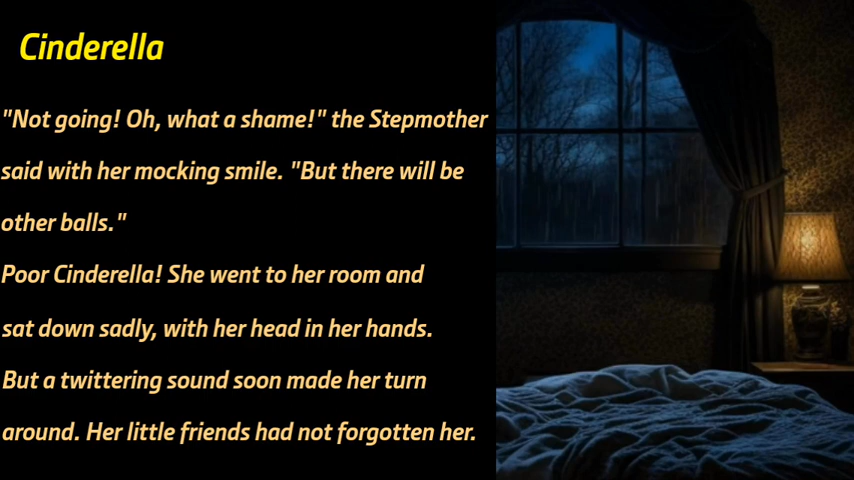 Cinderella
"Not going! Oh, what a shame!" the Stepmother
said with her mocking smile. "But there will be
other balls."
Poor Cinderella! She went to her room and
sat down sadly, with her head in her hands.
But a twittering sound soon made her turn
around. Her little friends had not forgotten her.